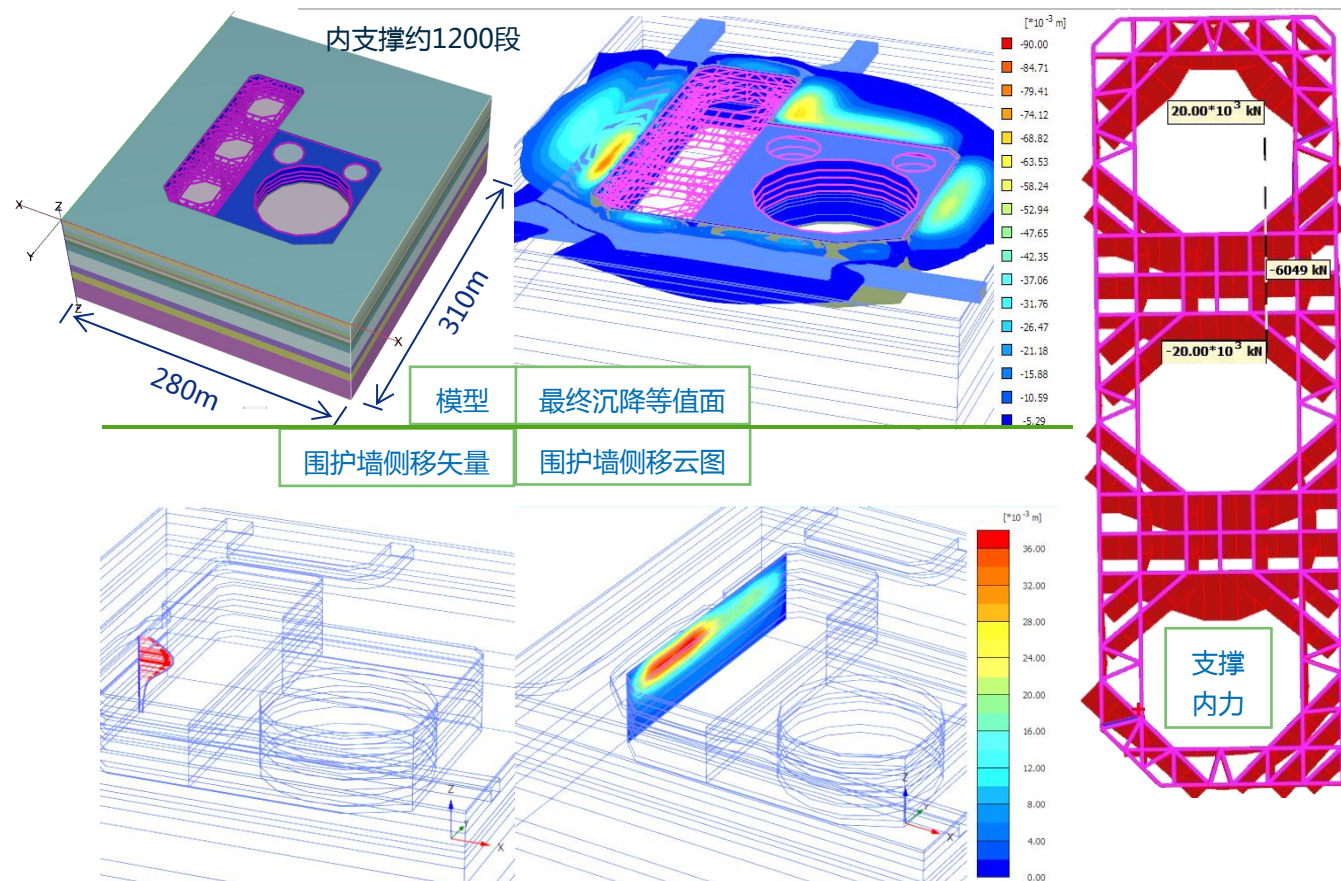 内支撑约1200段
X
Z
Y
Z
X
280m
310m
[*10 -3 m]
-90.00
-84.71
-79.41
-74.12
-68.82
-63.53
-58.24
-52.94
-47.65
-42.35
-37.06
-31.76
-26.47
-21.18
-15.88
-10.59
-5.29
模型
最终沉降等值面
围护墙侧移矢量
围护墙侧移云图
Z
Y
X
[*10 -3 m]
36.00
32.00
28.00
24.00
20.00
16.00
12.00
8.00
4.00
0.00
Z
Y
X
20.00*10 3 kN
-6049 kN
-20.00*10 3 kN
支撑
内力